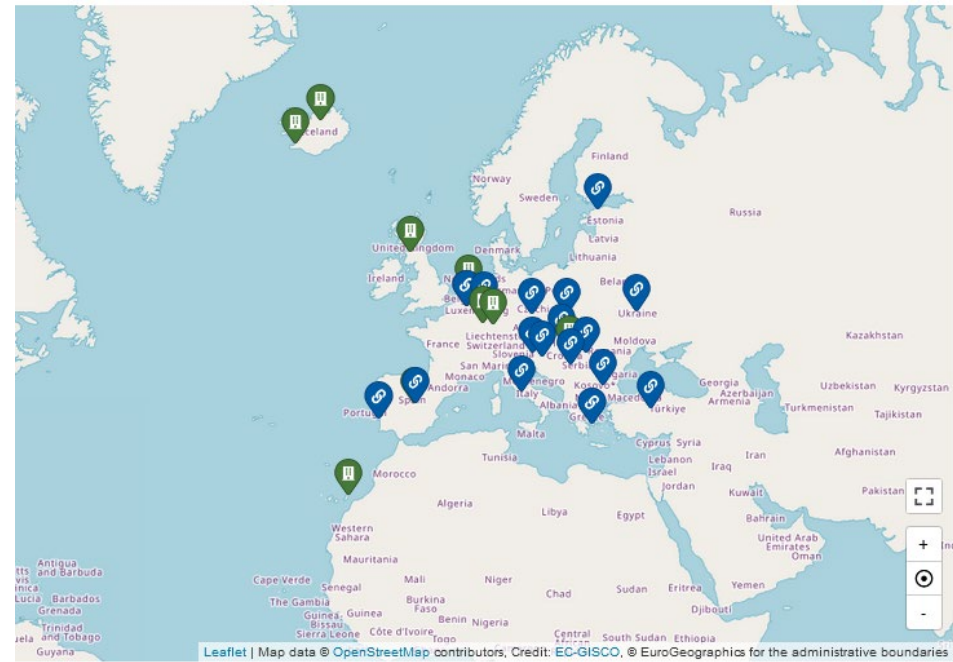 Iceland
Finland
Norway
Sweden
Russia
Estonia
Latvia
United Kingdom
Denmark
Lithuania
Ireland
Ukraine
Kazakhstan
France
Switzerland
Moldova
Slovenia
San Marino
Monaco
Andorra
Italy
Kosovo*
Georgia
Azerbaijan
Armenia
Uzbekistan
Kyrgyzstan
Turkmenistan
Tajikistan
Portugal
Spain
Albania
Türkiye
Malta
Cyprus
Syria
Tunisia
Lebanon
Israel
Iraq
Iran
Afghanistan
Morocco
Jordan
Kuwait
Pakistan
Algeria
Libya
Egypt
Bahrain
Western
Sahara
United Arab
Emirates
Oman
Mauritania
Antigua
and Barbuda
Cape Verde
Senegal
Mali
Niger
Chad
Sudan
Eritrea
Yemen
Lucia
Barbados
Grenada
The Gambia
Guinea-
Bissau
Guinea
Burkina
Faso
Benin
Nigeria
Djibouti
Trinidad
and Tobago
Sierra Leone
Côte d'Ivoire
Togo
Central
African
South Sudan
Ethiopia
Guyana
+
-
Leaflet | Map data © OpenStreetMap contributors, Credit: EC-GISCO, © EuroGeographics for the administrative boundaries